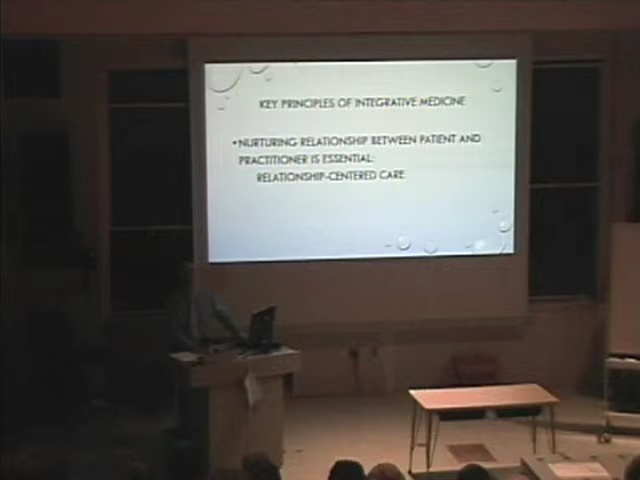 KEY PRINCIPLES OF INTEGRATIVE MEDICINE
•NURTURING RELATIONSHIP BETWEEN PATIENT AND
PRACTITIONER IS ESSENTIAL:
RELATIONSHIP-CENTERED CARE